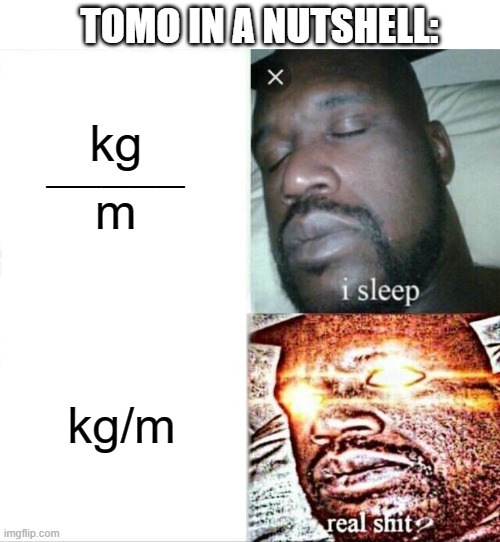 TOMO IN A NUTSHELL:
kg
m
i sleep
kg/m
real shit?
imgflip.com